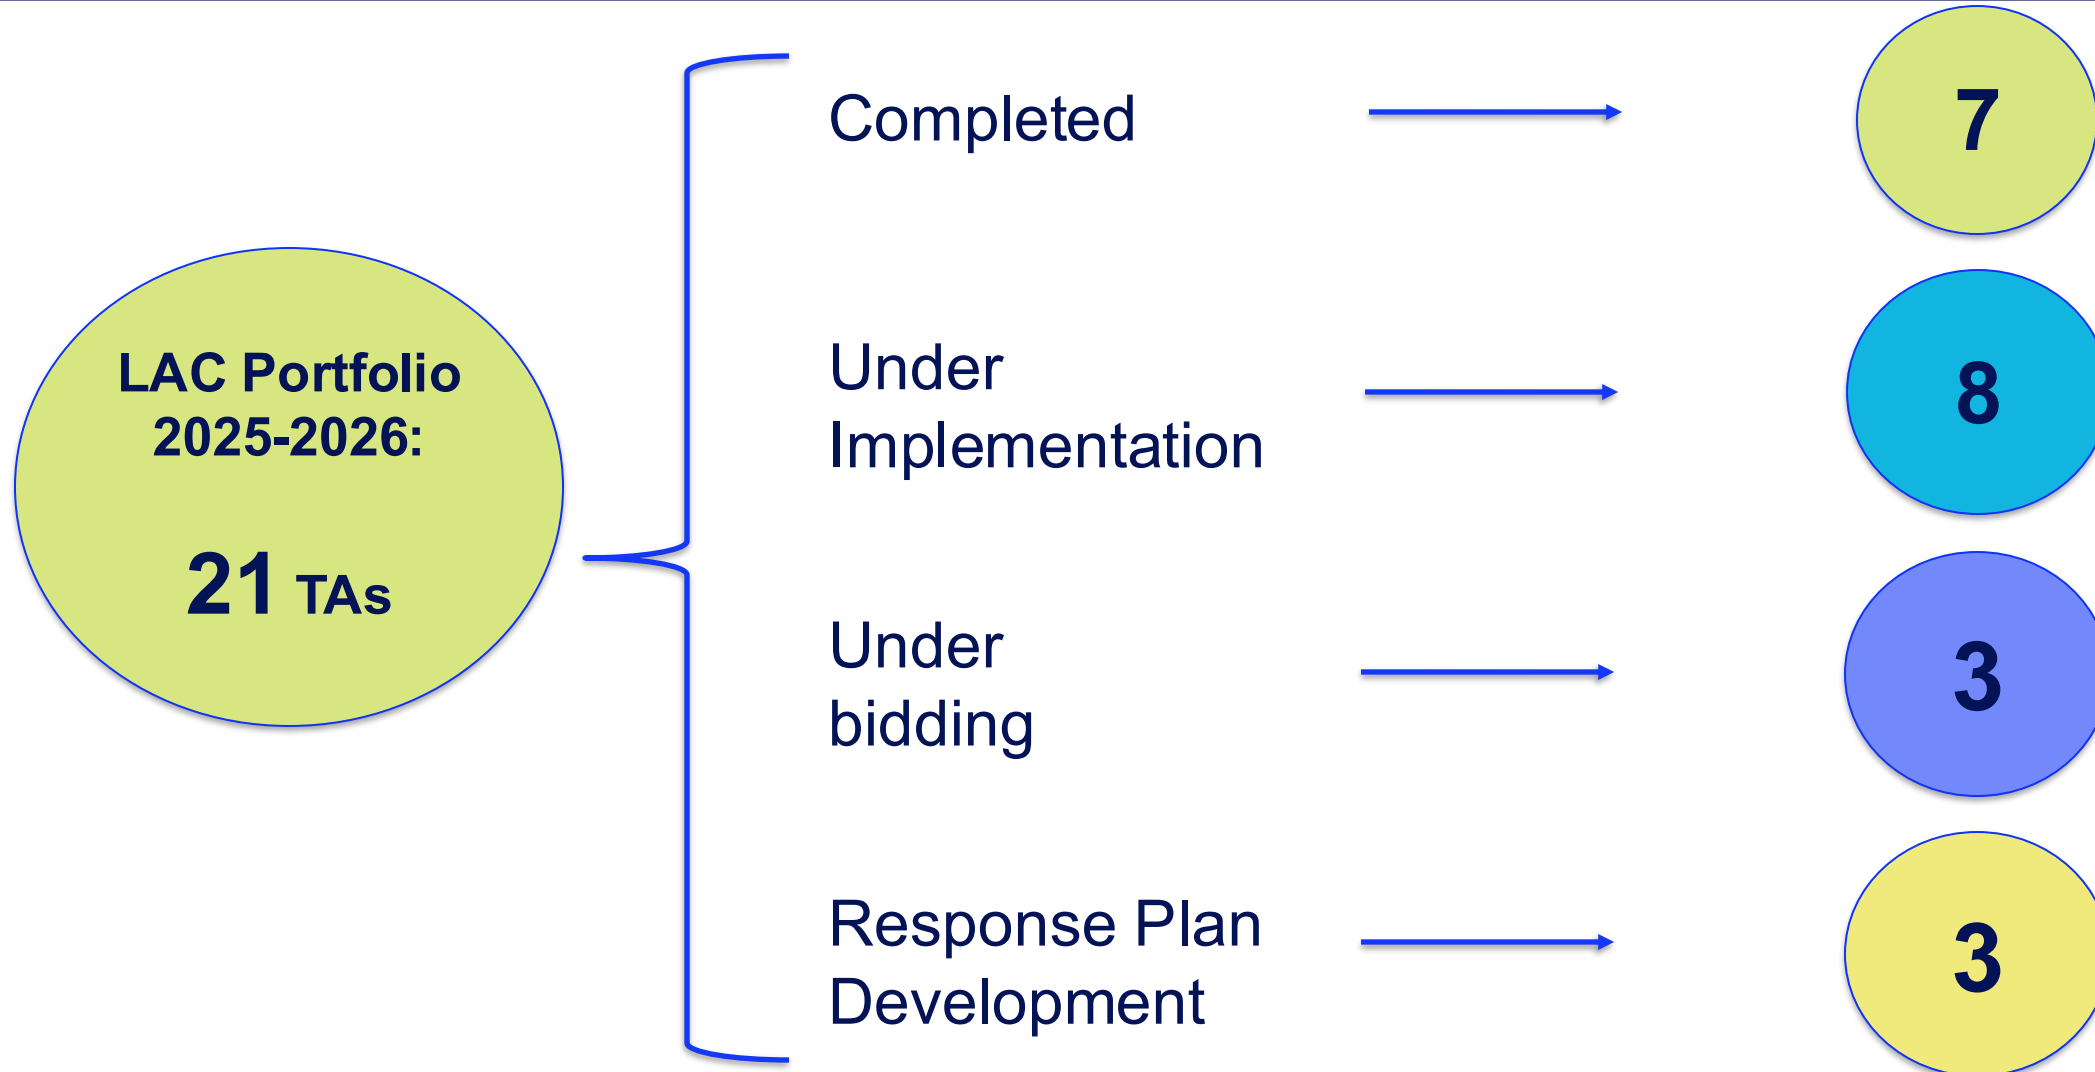 LAC Portfolio
2025-2026:
21 TAs
Completed
7
Under
Implementation
8
Under
bidding
3
Response Plan
Development
3